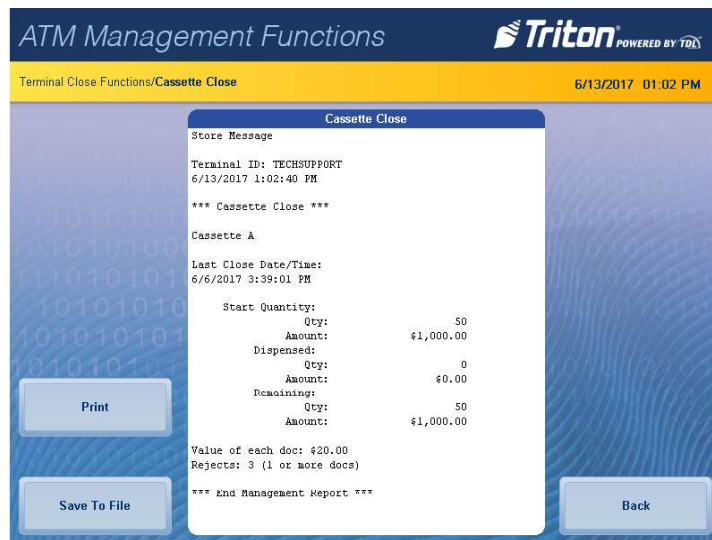 ATM Management Functions
Triton POWERED BY TDL
Terminal Close Functions/Cassette Close
6/13/2017 01:02 PM
Cassette Close
Store Message
Terminal ID: TECHSUPPORT
6/13/2017 1:02:40 PM
*** Cassette Close ***
Cassette A
Last Close Date/Time:
6/6/2017 3:39:01 PM
Start Quantity:
Qty: 50
Amount: $1,000.00
Dispensed:
Qty: 0
Amount: $0.00
Remaining:
Qty: 50
Amount: $1,000.00
Value of each doc: $20.00
Rejects: 3 (1 or more docs)
*** End Management Report ***
Print
Save To File
Back